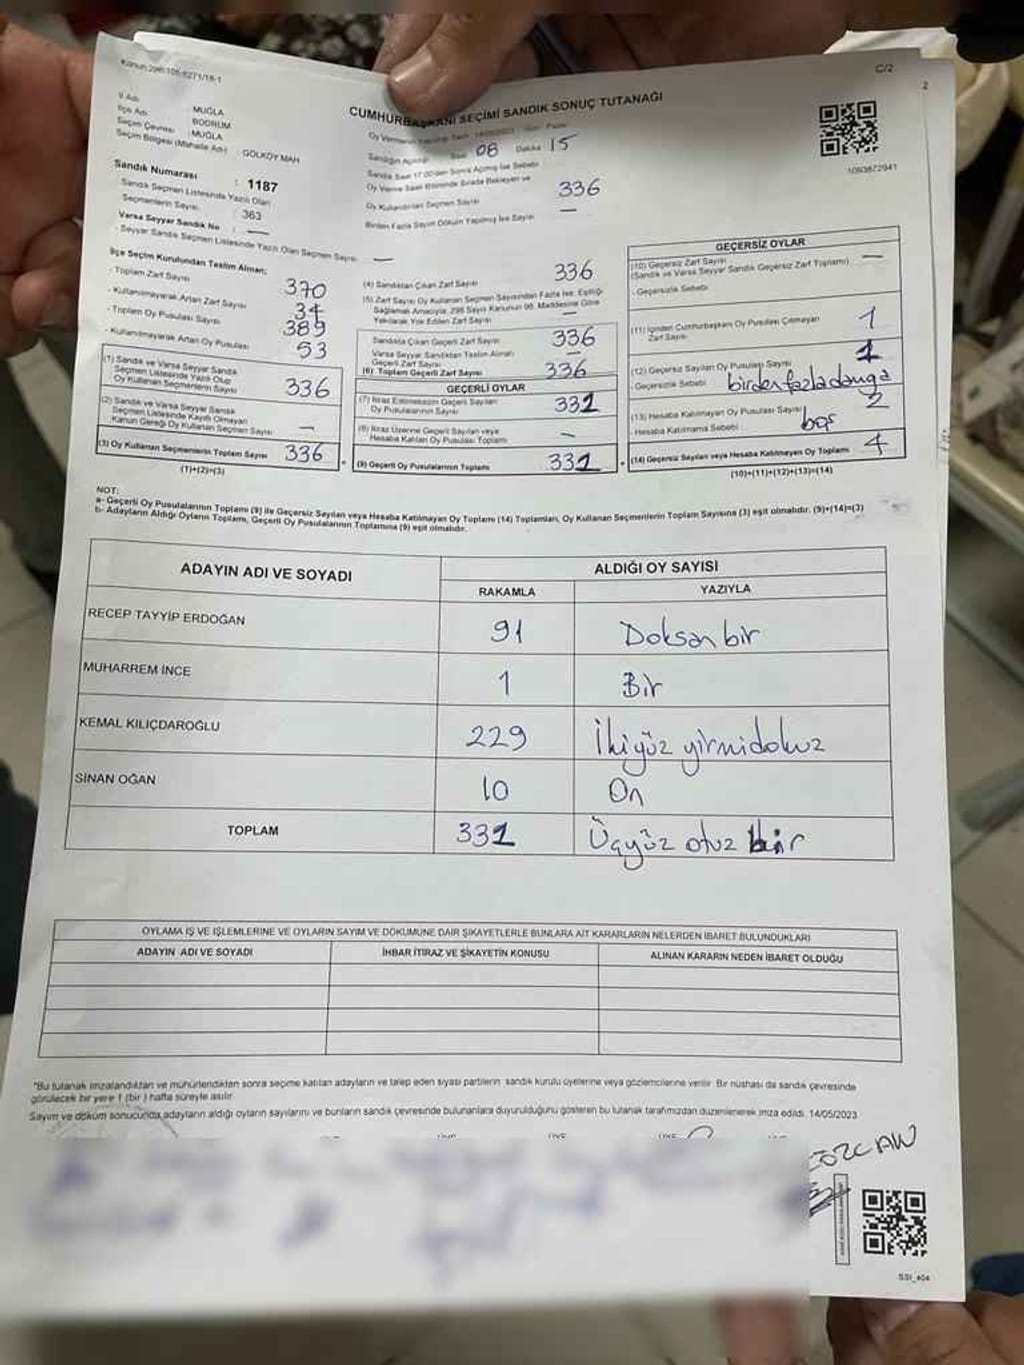 Kanun:298/105-6271/18-1
C/2
2
CUMHURBAŞKANI SEÇİMİ SANDIK SONUÇ TUTANAĞI
İl Adı MUĞLA
İlçe Adı BODRUM
Seçim Çevresi : MUĞLA
Seçim Bölgesi (Mahalle Adı) : GÖLKÖY MAH
Sandık Numarası : 1187
Sandık Seçmen Listesinde Yazılı Olan
Seçmenlerin Sayısı : 363
Varsa Seyyar Sandık No : —
- Seyyar Sandık Seçmen Listesinde Yazılı Olan Seçmen Sayısı —
Oy Vermenin
Sandığın Açılma Saat 08 Dakika 15
Sandık Saat 17.00'den Sonra Açılmış İse Sebebi
Oy Verme Saati Bitiminde Sırada Bekleyen ve
Oy Kullandırılan Seçmen Sayısı 336
Birden Fazla Sayım Döküm Yapılmış İse Sayısı —
1093872941
İlçe Seçim Kurulundan Teslim Alınan;
- Toplam Zarf Sayısı 370
- Kullanılmayarak Artan Zarf Sayısı 34
- Toplam Oy Pusulası Sayısı 389
- Kullanılmayarak Artan Oy Pusulası 53
(1) Sandık ve Varsa Seyyar Sandık
Seçmen Listesinde Yazılı Olup
Oy Kullanan Seçmenlerin Sayısı 336
(2) Sandık ve Varsa Seyyar Sandık
Seçmen Listesinde Kayıtlı Olmayan
Kanun Gereği Oy Kullanan Seçmen Sayısı —
(3) Oy Kullanan Seçmenlerin Toplam Sayısı 336
(1)+(2)=(3)
(4) Sandıktan Çıkan Zarf Sayısı 336
(5) Zarf Sayısı Oy Kullanan Seçmen Sayısından Fazla İse; Eşitliği
Sağlamak Amacıyla, 298 Sayılı Kanunun 98. Maddesine Göre
Yakılarak Yok Edilen Zarf Sayısı —
Sandıkta Çıkan Geçerli Zarf Sayısı 336
Varsa Seyyar Sandıktan Teslim Alınan
Geçerli Zarf Sayısı —
(6) Toplam Geçerli Zarf Sayısı 336
GEÇERLİ OYLAR
(7) İtiraz Edilmeksizin Geçerli Sayılan
Oy Pusulalarının Sayısı 331
(8) İtiraz Üzerine Geçerli Sayılan veya
Hesaba Katılan Oy Pusulası Toplamı —
(9) Geçerli Oy Pusulalarının Toplamı 331
GEÇERSİZ OYLAR
(10) Geçersiz Zarf Sayısı —
(Sandık ve Varsa Seyyar Sandık Geçersiz Zarf Toplamı)
- Geçersizlik Sebebi
(11) İçinden Cumhurbaşkanı Oy Pusulası Çıkmayan
Zarf Sayısı 1
(12) Geçersiz Sayılan Oy Pusulası Sayısı 1
- Geçersizlik Sebebi birden fazla damga
(13) Hesaba Katılmayan Oy Pusulası Sayısı 2
- Hesaba Katılmama Sebebi boş
(14) Geçersiz Sayılan veya Hesaba Katılmayan Oy Toplamı 4
(10)+(11)+(12)+(13)=(14)
NOT:
a- Geçerli Oy Pusulalarının Toplamı (9) ile Geçersiz Sayılan veya Hesaba Katılmayan Oy Toplamı (14) Toplamları, Oy Kullanan Seçmenlerin Toplam Sayısına (3) eşit olmalıdır. (9)+(14)=(3)
b- Adayların Aldığı Oyların Toplamı, Geçerli Oy Pusulalarının Toplamına (9) eşit olmalıdır.
ADAYIN ADI VE SOYADI ALDIĞI OY SAYISI
RAKAMLA YAZIYLA
RECEP TAYYİP ERDOĞAN 91 Doksan bir
MUHARREM İNCE 1 Bir
KEMAL KILIÇDAROĞLU 229 İkiyüz yirmidokuz
SİNAN OĞAN 10 On
TOPLAM 331 Üçyüz otuz bir
OYLAMA İŞ VE İŞLEMLERİNE VE OYLARIN SAYIM VE DÖKÜMÜNE DAİR ŞİKAYETLERLE BUNLARA AİT KARARLARIN NELERDEN İBARET BULUNDUKLARI
ADAYIN ADI VE SOYADI İHBAR İTİRAZ VE ŞİKAYETİN KONUSU ALINAN KARARIN NEDEN İBARET OLDUĞU
*Bu tutanak imzalandıktan ve mühürlendikten sonra seçime katılan adayların ve talep eden siyasi partilerin sandık kurulu üyelerine veya gözlemcilerine verilir. Bir nüshası da sandık çevresinde
görülecek bir yere 1 (bir) hafta süreyle asılır.
Sayım ve döküm sonucunda adayların aldığı oyların sayılarını ve bunların sandık çevresinde bulunanlara duyurulduğunu gösteren bu tutanak tarafımızdan düzenlenerek imza edildi. 14/05/2023
SSI_404